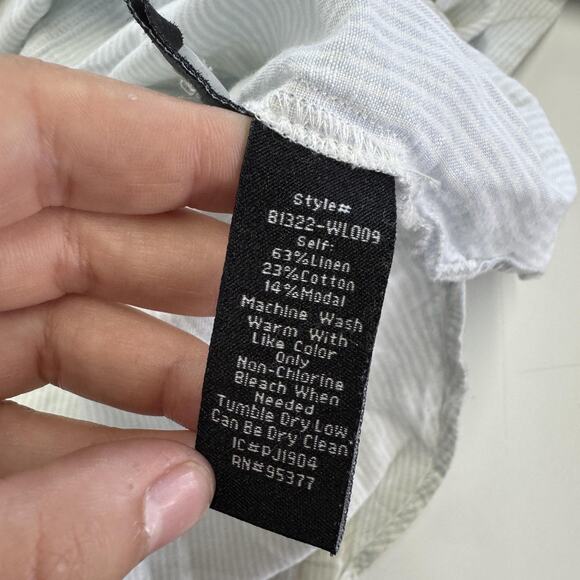 Style#
B1322-WL009
Self:
63%Linen
23%Cotton
14%Modal
Machine Wash
Warm With
Like Color
Only
Non-Chlorine
Bleach When
Needed
Tumble Dry Low.
Can Be Dry Clean
IC#PJ1904
RN#95377